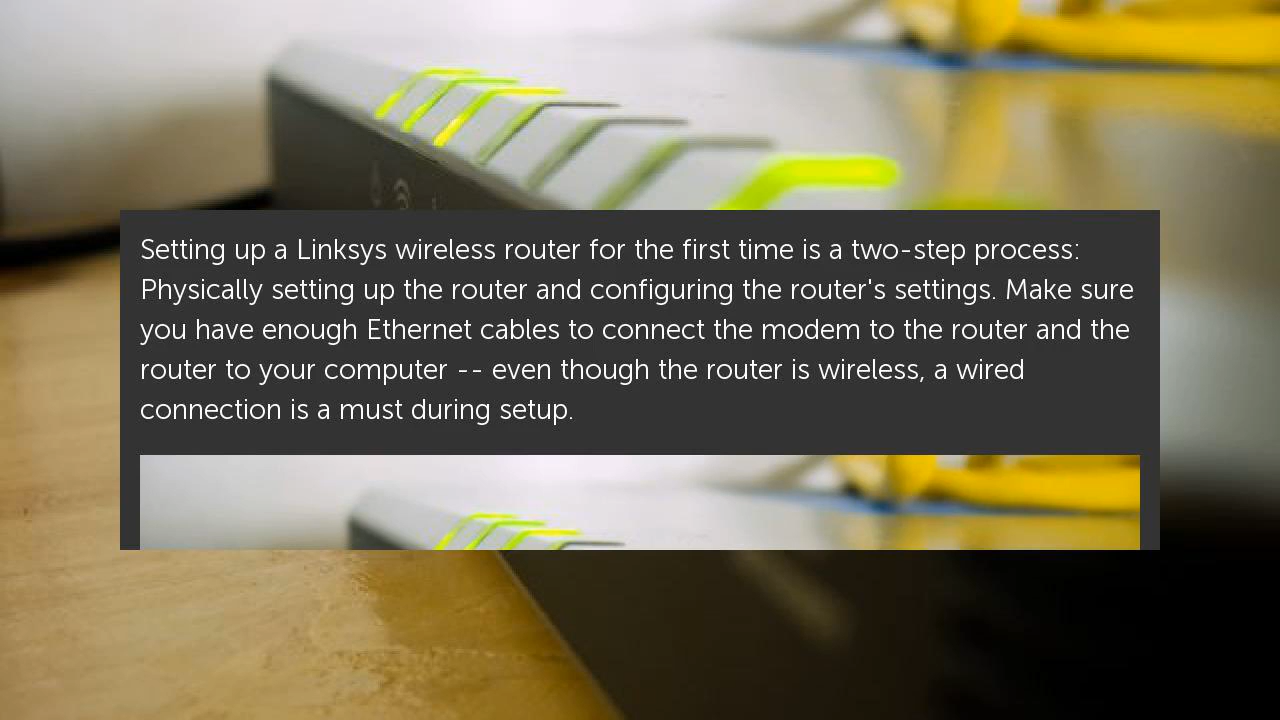 Setting up a Linksys wireless router for the first time is a two-step process:
Physically setting up the router and configuring the router's settings. Make sure
you have enough Ethernet cables to connect the modem to the router and the
router to your computer -- even though the router is wireless, a wired
connection is a must during setup.